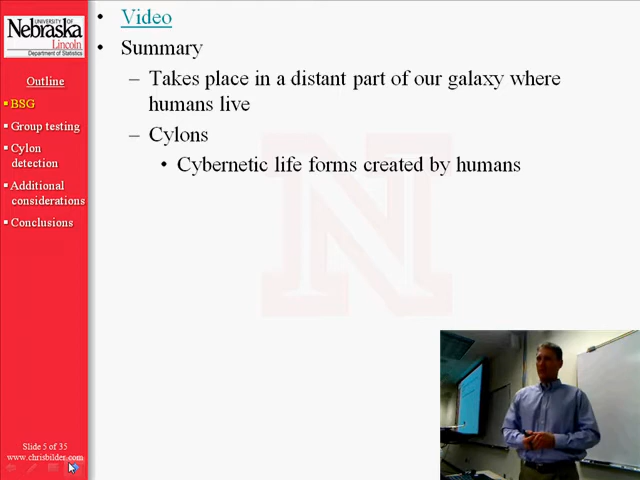 UNIVERSITY OF
Nebraska
Lincoln
Department of Statistics
Outline
▪ BSG
▪ Group testing
▪ Cylon
detection
▪ Additional
considerations
▪ Conclusions
Slide 5 of 35
www.chrisbilder.com
• Video
• Summary
– Takes place in a distant part of our galaxy where
humans live
– Cylons
• Cybernetic life forms created by humans
N